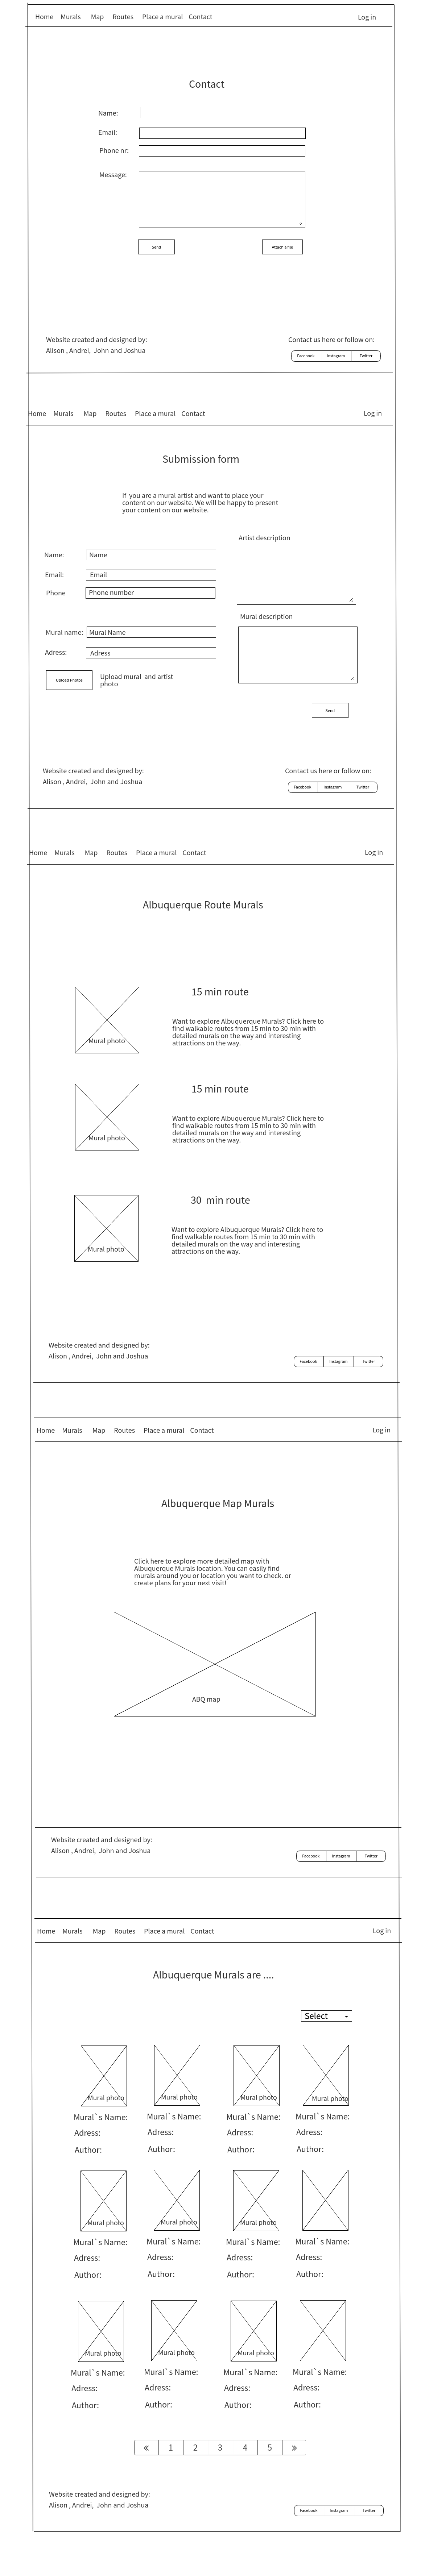 Home Murals Map Routes Place a mural Contact Log in
Contact
Name:
Email:
Phone nr:
Message:
Send Attach a file
Website created and designed by: Contact us here or follow on:
Alison , Andrei, John and Joshua
Facebook Instagram Twitter
Home Murals Map Routes Place a mural Contact Log in
Submission form
If you are a mural artist and want to place your
content on our website. We will be happy to present
your content on our website.
Artist description
Name: Name
Email: Email
Phone Phone number
Mural description
Mural name: Mural Name
Adress: Adress
Upload Photos Upload mural and artist
photo
Send
Website created and designed by: Contact us here or follow on:
Alison , Andrei, John and Joshua
Facebook Instagram Twitter
Home Murals Map Routes Place a mural Contact Log in
Albuquerque Route Murals
15 min route
Want to explore Albuquerque Murals? Click here to
find walkable routes from 15 min to 30 min with
detailed murals on the way and interesting
attractions on the way.
Mural photo
15 min route
Want to explore Albuquerque Murals? Click here to
find walkable routes from 15 min to 30 min with
detailed murals on the way and interesting
attractions on the way.
Mural photo
30 min route
Want to explore Albuquerque Murals? Click here to
find walkable routes from 15 min to 30 min with
detailed murals on the way and interesting
attractions on the way.
Mural photo
Website created and designed by:
Alison , Andrei, John and Joshua
Facebook Instagram Twitter
Home Murals Map Routes Place a mural Contact Log in
Albuquerque Map Murals
Click here to explore more detailed map with
Albuquerque Murals location. You can easily find
murals around you or location you want to check. or
create plans for your next visit!
ABQ map
Website created and designed by:
Alison , Andrei, John and Joshua
Facebook Instagram Twitter
Home Murals Map Routes Place a mural Contact Log in
Albuquerque Murals are ....
Select
Mural photo Mural photo Mural photo Mural photo
Mural`s Name: Mural`s Name: Mural`s Name: Mural`s Name:
Adress: Adress: Adress: Adress:
Author: Author: Author: Author:
Mural photo Mural photo Mural photo
Mural`s Name: Mural`s Name: Mural`s Name: Mural`s Name:
Adress: Adress: Adress: Adress:
Author: Author: Author: Author:
Mural photo Mural photo Mural photo
Mural`s Name: Mural`s Name: Mural`s Name: Mural`s Name:
Adress: Adress: Adress: Adress:
Author: Author: Author: Author:
« 1 2 3 4 5 »
Website created and designed by:
Alison , Andrei, John and Joshua
Facebook Instagram Twitter